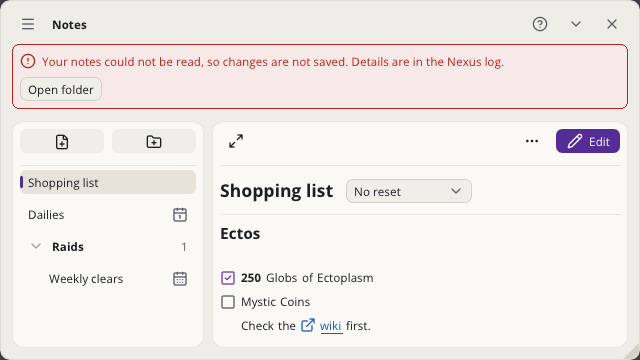 Notes
Your notes could not be read, so changes are not saved. Details are in the Nexus log.
Open folder
Edit
Shopping list
Dailies
Raids 1
Weekly clears
Shopping list No reset
Ectos
250 Globs of Ectoplasm
Mystic Coins
Check the wiki first.